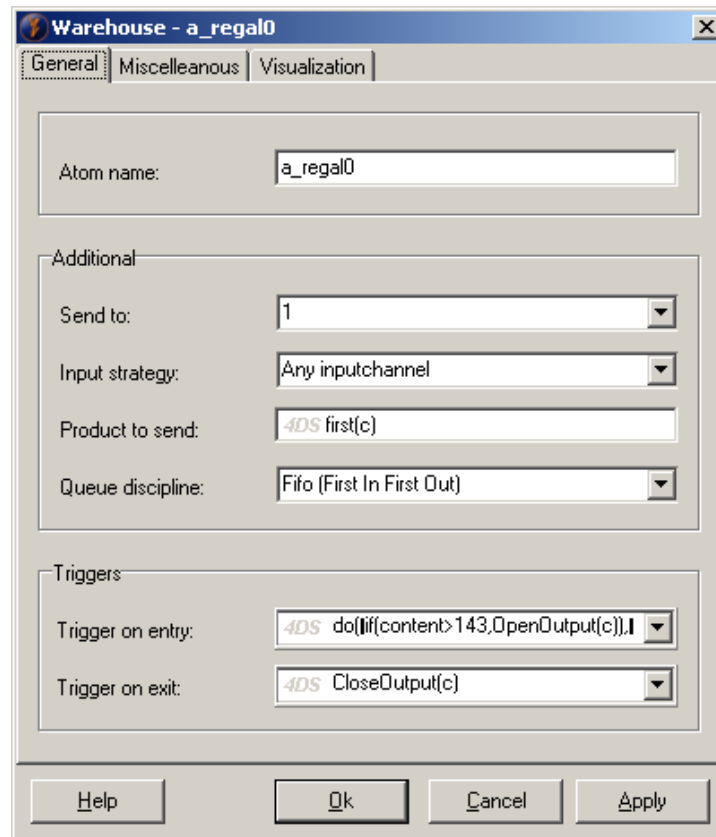 Warehouse - a_regal0
General Miscelleanous Visualization
Atom name: a_regal0
Additional
Send to: 1
Input strategy: Any inputchannel
Product to send: 4DS first(c)
Queue discipline: Fifo (First In First Out)
Triggers
Trigger on entry: 4DS do(if(content>143,OpenOutput(c)),
Trigger on exit: 4DS CloseOutput(c)
Help Ok Cancel Apply